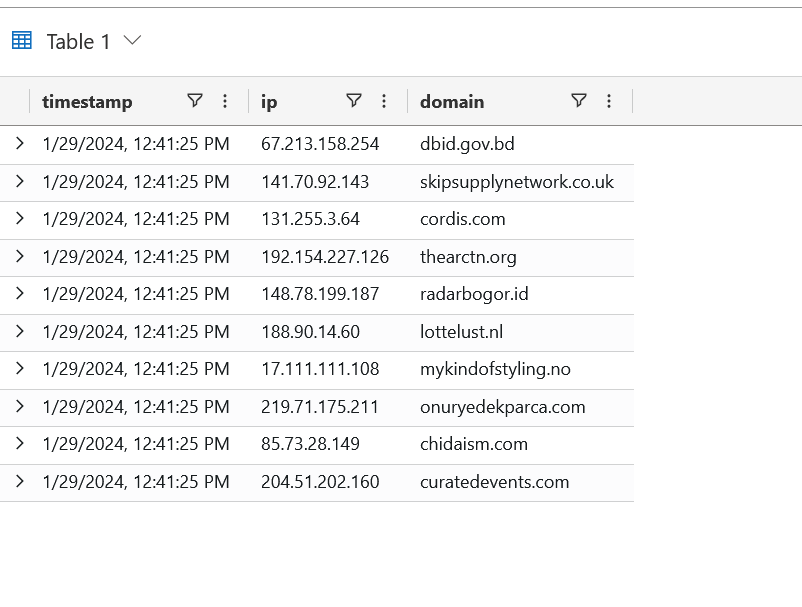 Table 1
timestamp ip domain
1/29/2024, 12:41:25 PM 67.213.158.254 dbid.gov.bd
1/29/2024, 12:41:25 PM 141.70.92.143 skipsupplynetwork.co.uk
1/29/2024, 12:41:25 PM 131.255.3.64 cordis.com
1/29/2024, 12:41:25 PM 192.154.227.126 thearctn.org
1/29/2024, 12:41:25 PM 148.78.199.187 radarbogor.id
1/29/2024, 12:41:25 PM 188.90.14.60 lottelust.nl
1/29/2024, 12:41:25 PM 17.111.111.108 mykindofstyling.no
1/29/2024, 12:41:25 PM 219.71.175.211 onuryedekparca.com
1/29/2024, 12:41:25 PM 85.73.28.149 chidaism.com
1/29/2024, 12:41:25 PM 204.51.202.160 curatedevents.com